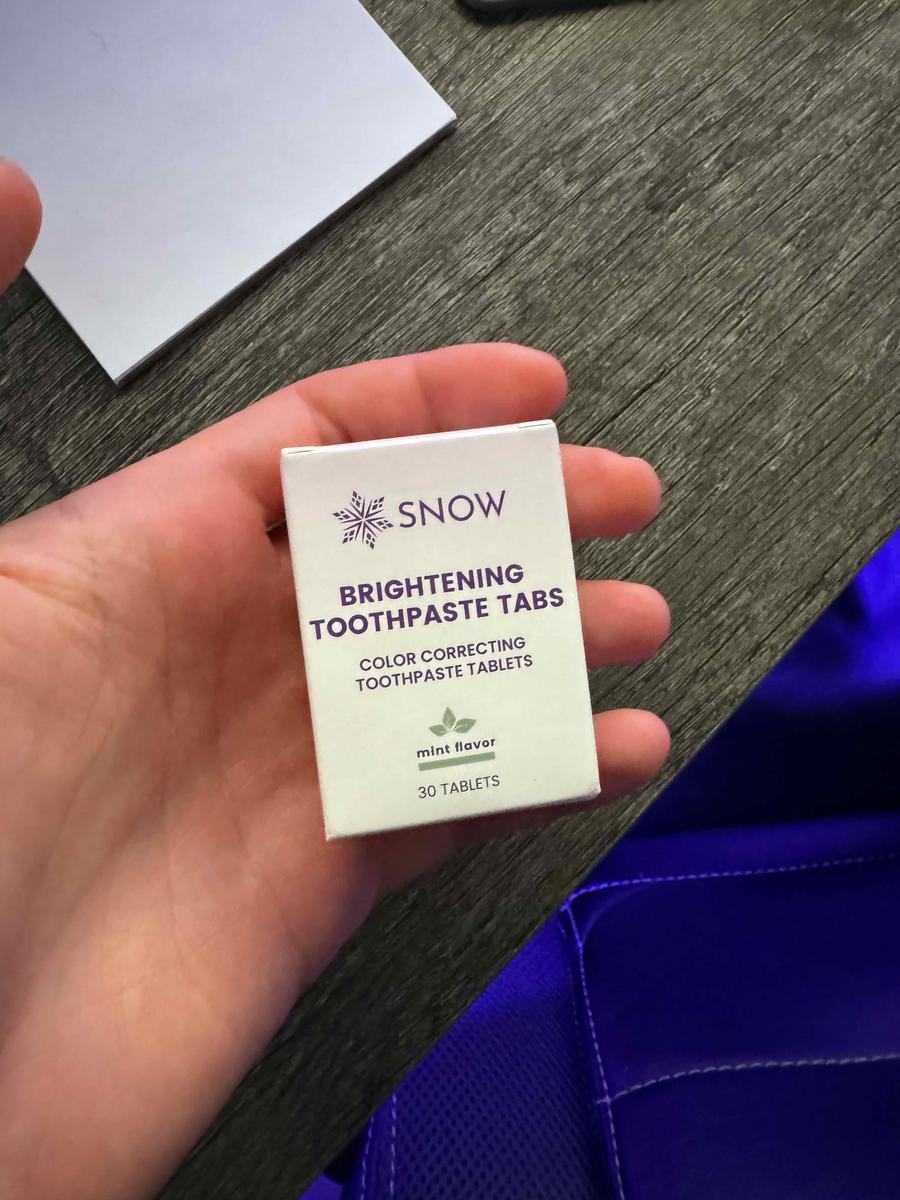 SNOW
BRIGHTENING
TOOTHPASTE TABS
COLOR CORRECTING
TOOTHPASTE TABLETS
mint flavor
30 TABLETS